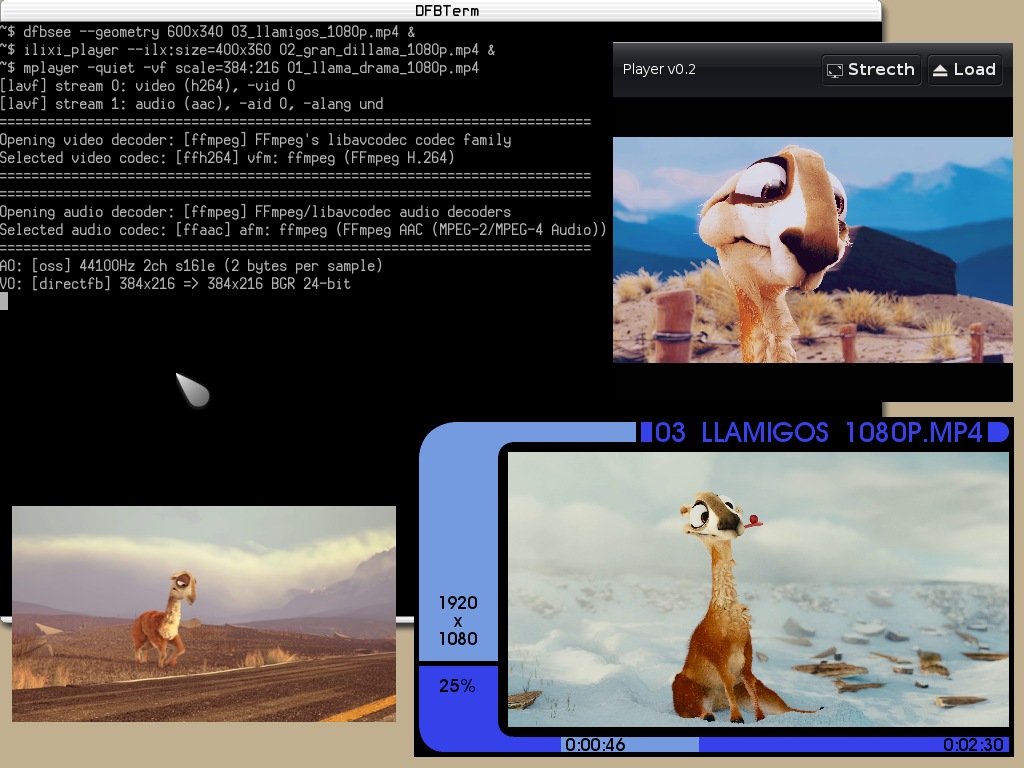 DFBTerm
~$ dfbsee --geometry 600x340 03_llamigos_1080p.mp4 &
~$ ilixi_player --ilx:size=400x360 02_gran_dillama_1080p.mp4 &
~$ mplayer -quiet -vf scale=384:216 01_llama_drama_1080p.mp4
[lavf] stream 0: video (h264), -vid 0
[lavf] stream 1: audio (aac), -aid 0, -alang und
==========================================================================
Opening video decoder: [ffmpeg] FFmpeg's libavcodec codec family
Selected video codec: [ffh264] vfm: ffmpeg (FFmpeg H.264)
==========================================================================
==========================================================================
Opening audio decoder: [ffmpeg] FFmpeg/libavcodec audio decoders
Selected audio codec: [ffaac] afm: ffmpeg (FFmpeg AAC (MPEG-2/MPEG-4 Audio))
==========================================================================
AO: [oss] 44100Hz 2ch s16le (2 bytes per sample)
VO: [directfb] 384x216 => 384x216 BGR 24-bit
Player v0.2
Strecth
Load
03 LLAMIGOS 1080P.MP4
1920
x
1080
25%
0:00:46
0:02:30